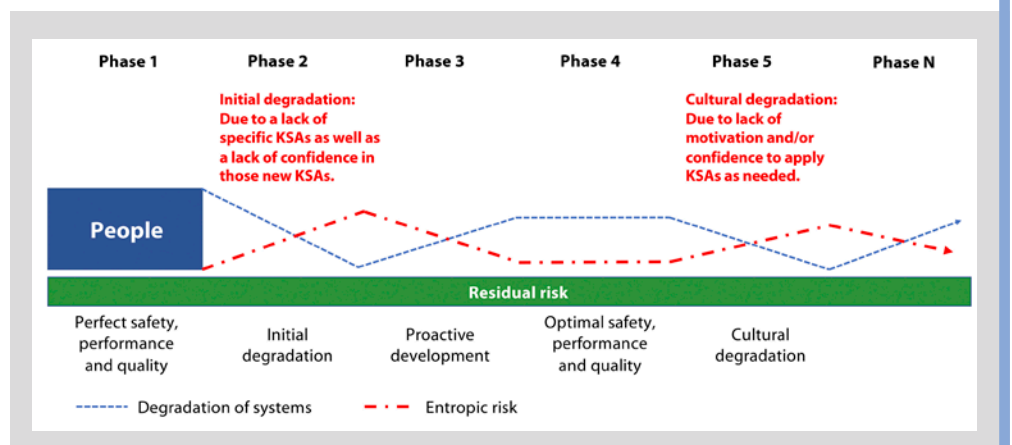 Phase 1 Phase 2 Phase 3 Phase 4 Phase 5 Phase N
Initial degradation:
Due to a lack of
specific KSAs as well as
a lack of confidence in
those new KSAs.
Cultural degradation:
Due to lack of
motivation and/or
confidence to apply
KSAs as needed.
People
Residual risk
Perfect safety,
performance
and quality
Initial
degradation
Proactive
development
Optimal safety,
performance
and quality
Cultural
degradation
Degradation of systems
Entropic risk